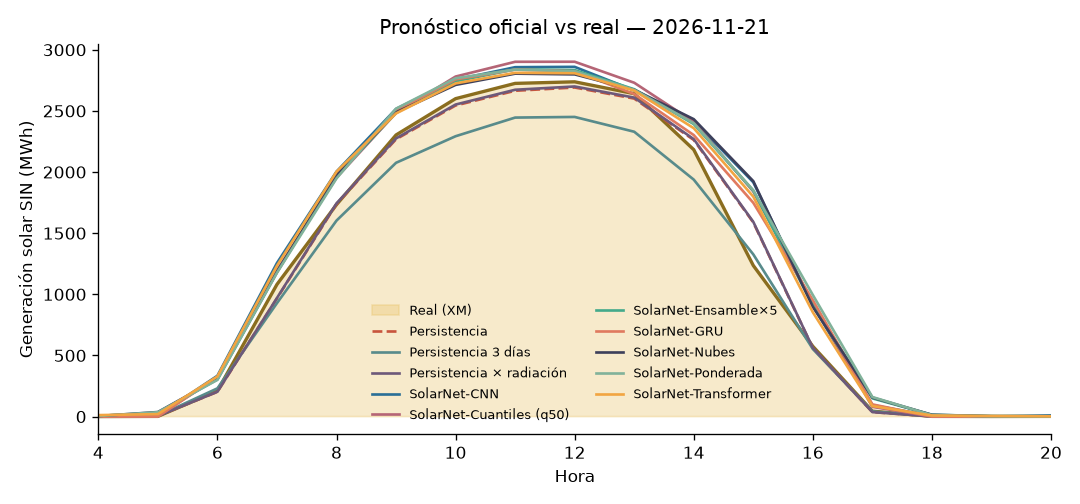 Pronóstico oficial vs real — 2026-11-21
Generación solar SIN (MWh)
3000
2500
2000
1500
1000
500
0
Real (XM)
Persistencia
Persistencia 3 días
Persistencia × radiación
SolarNet-CNN
SolarNet-Cuantiles (q50)
SolarNet-Ensamble×5
SolarNet-GRU
SolarNet-Nubes
SolarNet-Ponderada
SolarNet-Transformer
4 6 8 10 12 14 16 18 20
Hora